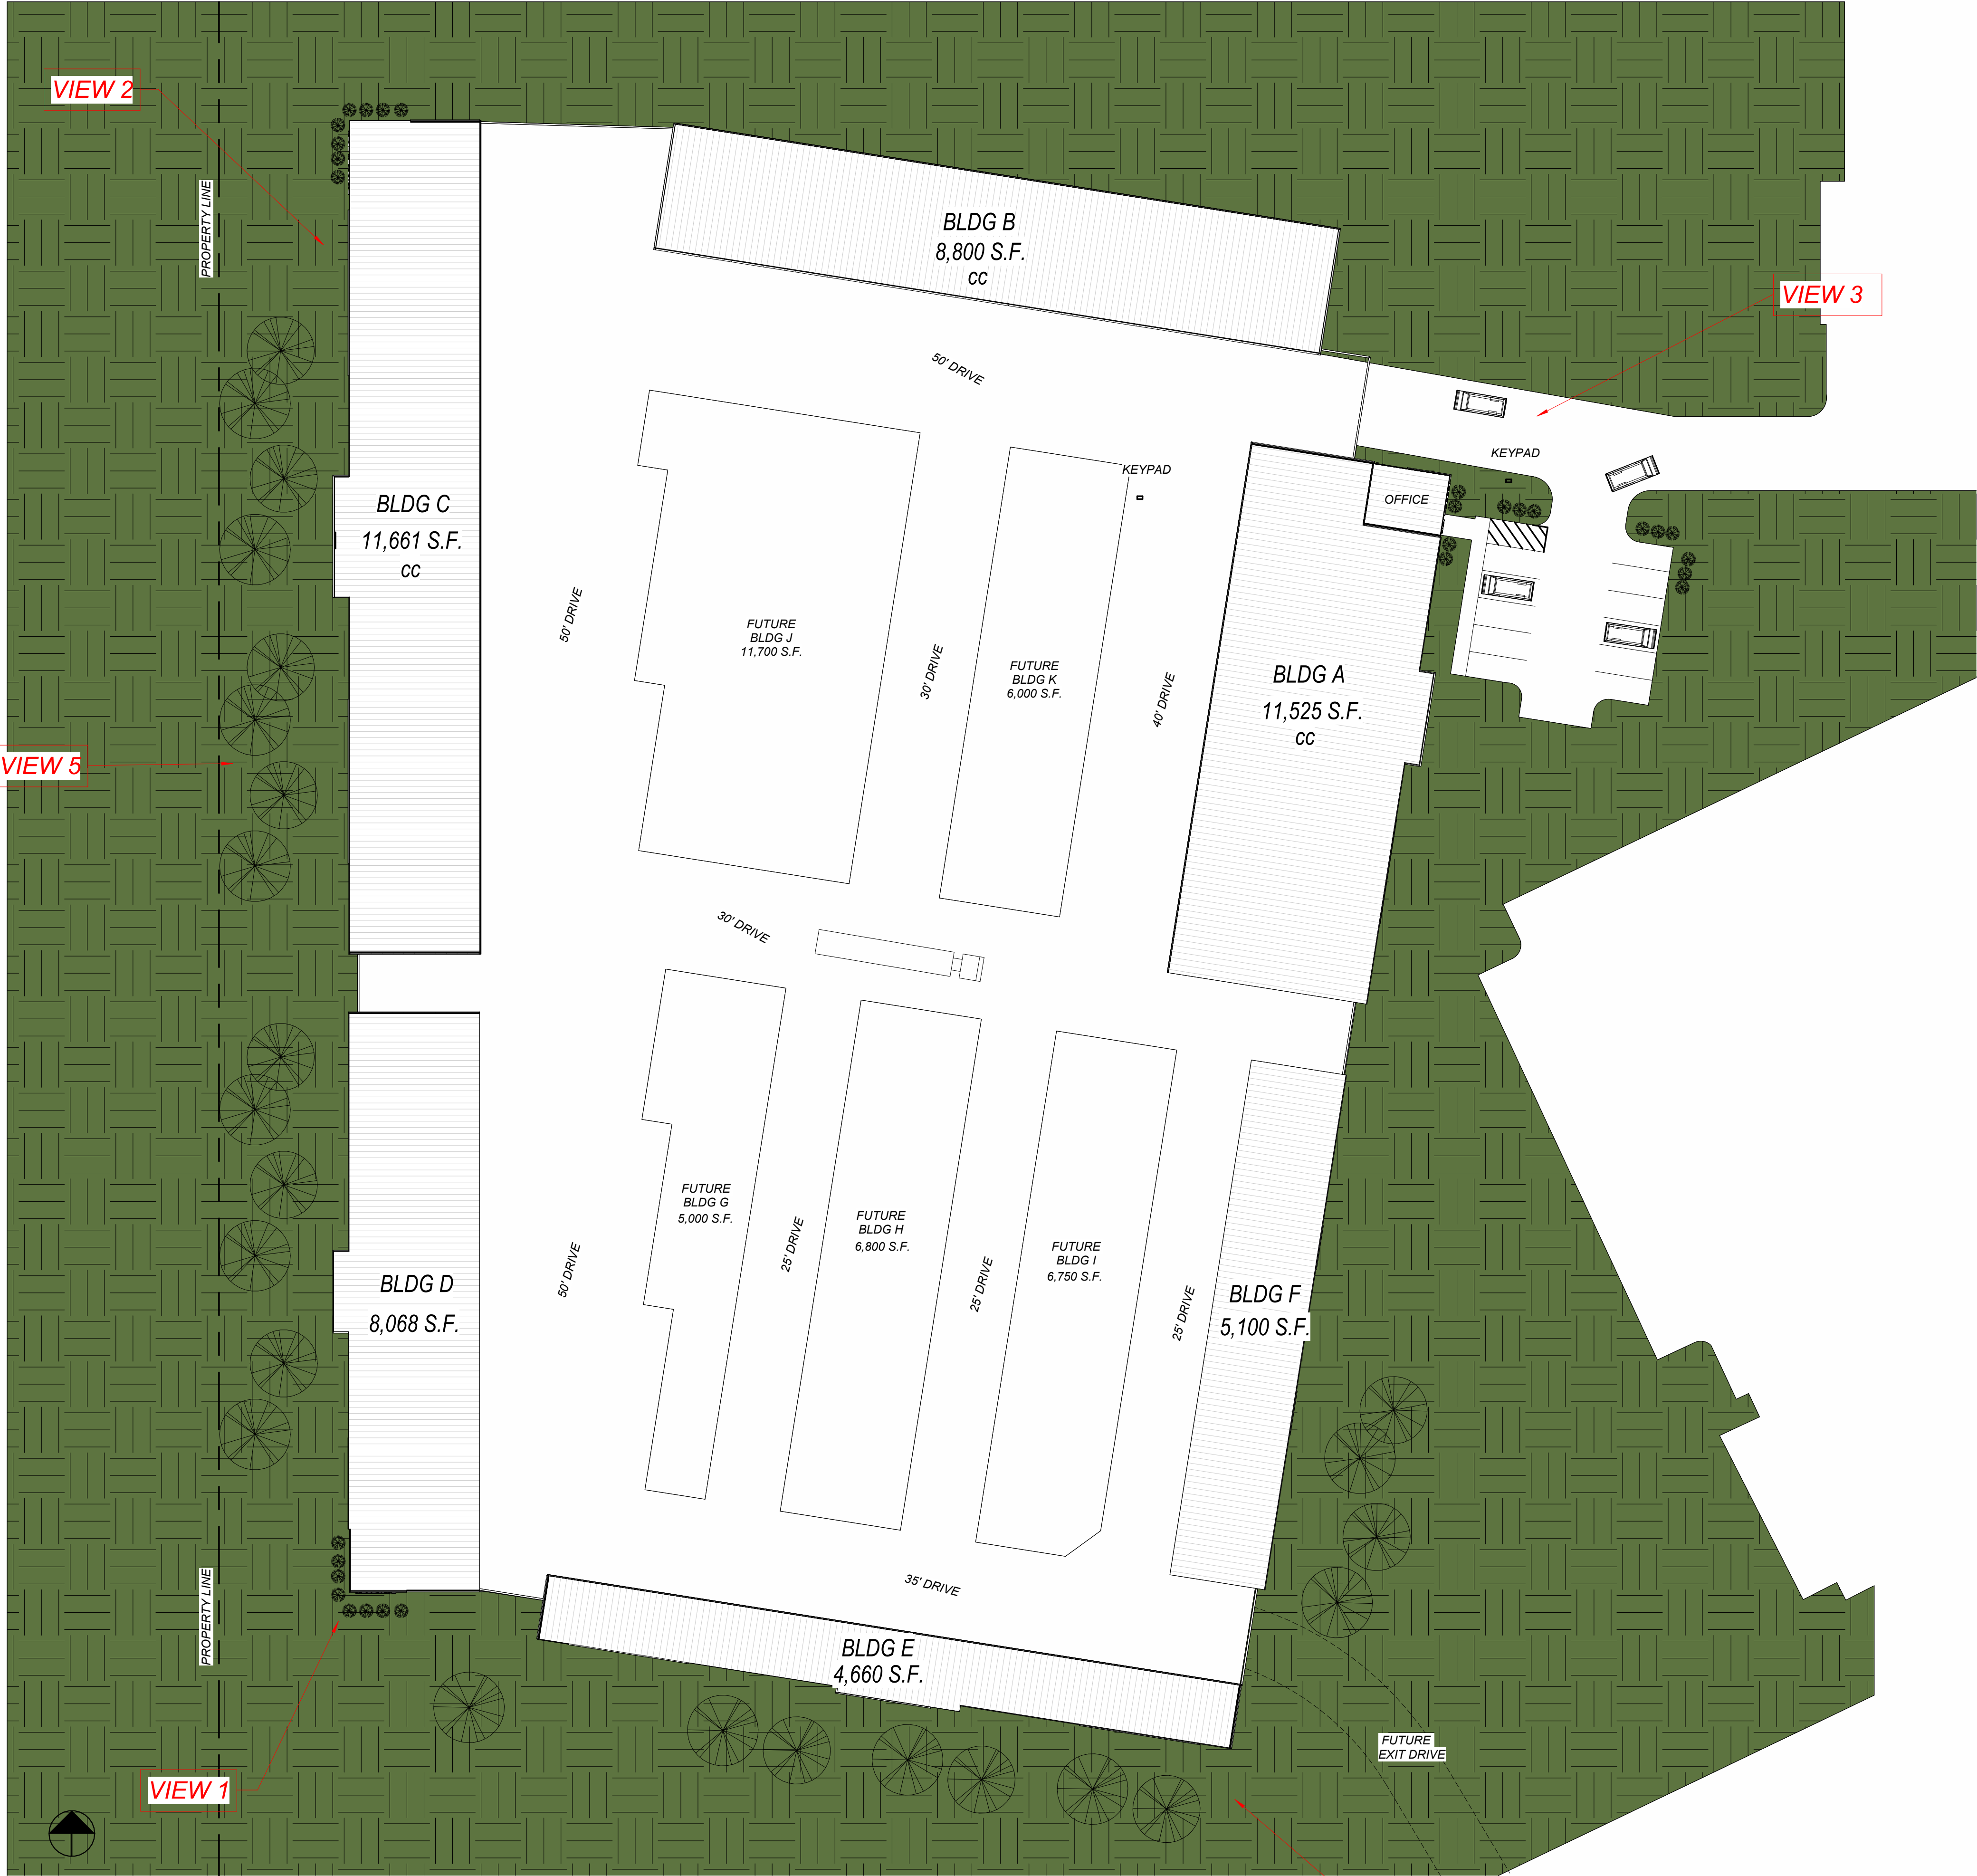 VIEW 2
PROPERTY LINE
BLDG B
8,800 S.F.
CC
VIEW 3
50' DRIVE
KEYPAD
KEYPAD
OFFICE
BLDG C
11,661 S.F.
CC
50' DRIVE
FUTURE
BLDG J
11,700 S.F.
30' DRIVE
FUTURE
BLDG K
6,000 S.F.
40' DRIVE
BLDG A
11,525 S.F.
CC
VIEW 5
30' DRIVE
FUTURE
BLDG G
5,000 S.F.
25' DRIVE
FUTURE
BLDG H
6,800 S.F.
25' DRIVE
FUTURE
BLDG I
6,750 S.F.
25' DRIVE
BLDG F
5,100 S.F.
50' DRIVE
BLDG D
8,068 S.F.
35' DRIVE
PROPERTY LINE
BLDG E
4,660 S.F.
FUTURE
EXIT DRIVE
VIEW 1